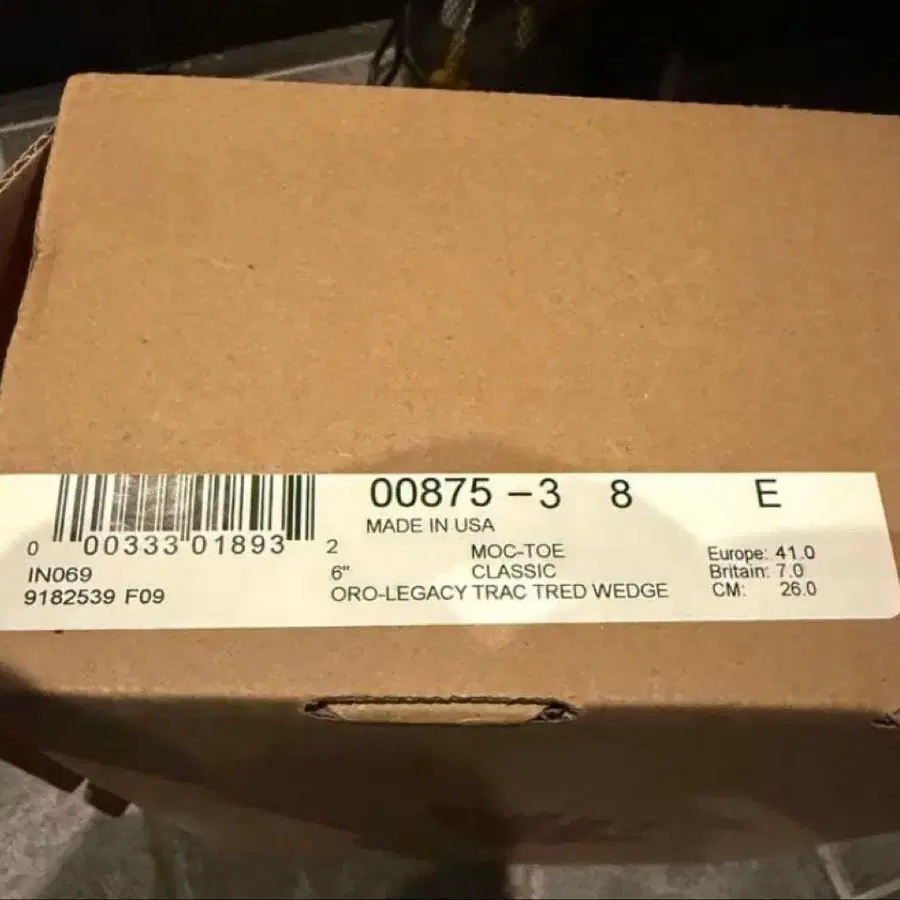 00875 – 3 8 E
MADE IN USA
0 00333 01893 2
IN069
9182539 F09
MOC-TOE
6" CLASSIC
ORO-LEGACY TRAC TRED WEDGE
Europe: 41.0
Britain: 7.0
CM: 26.0